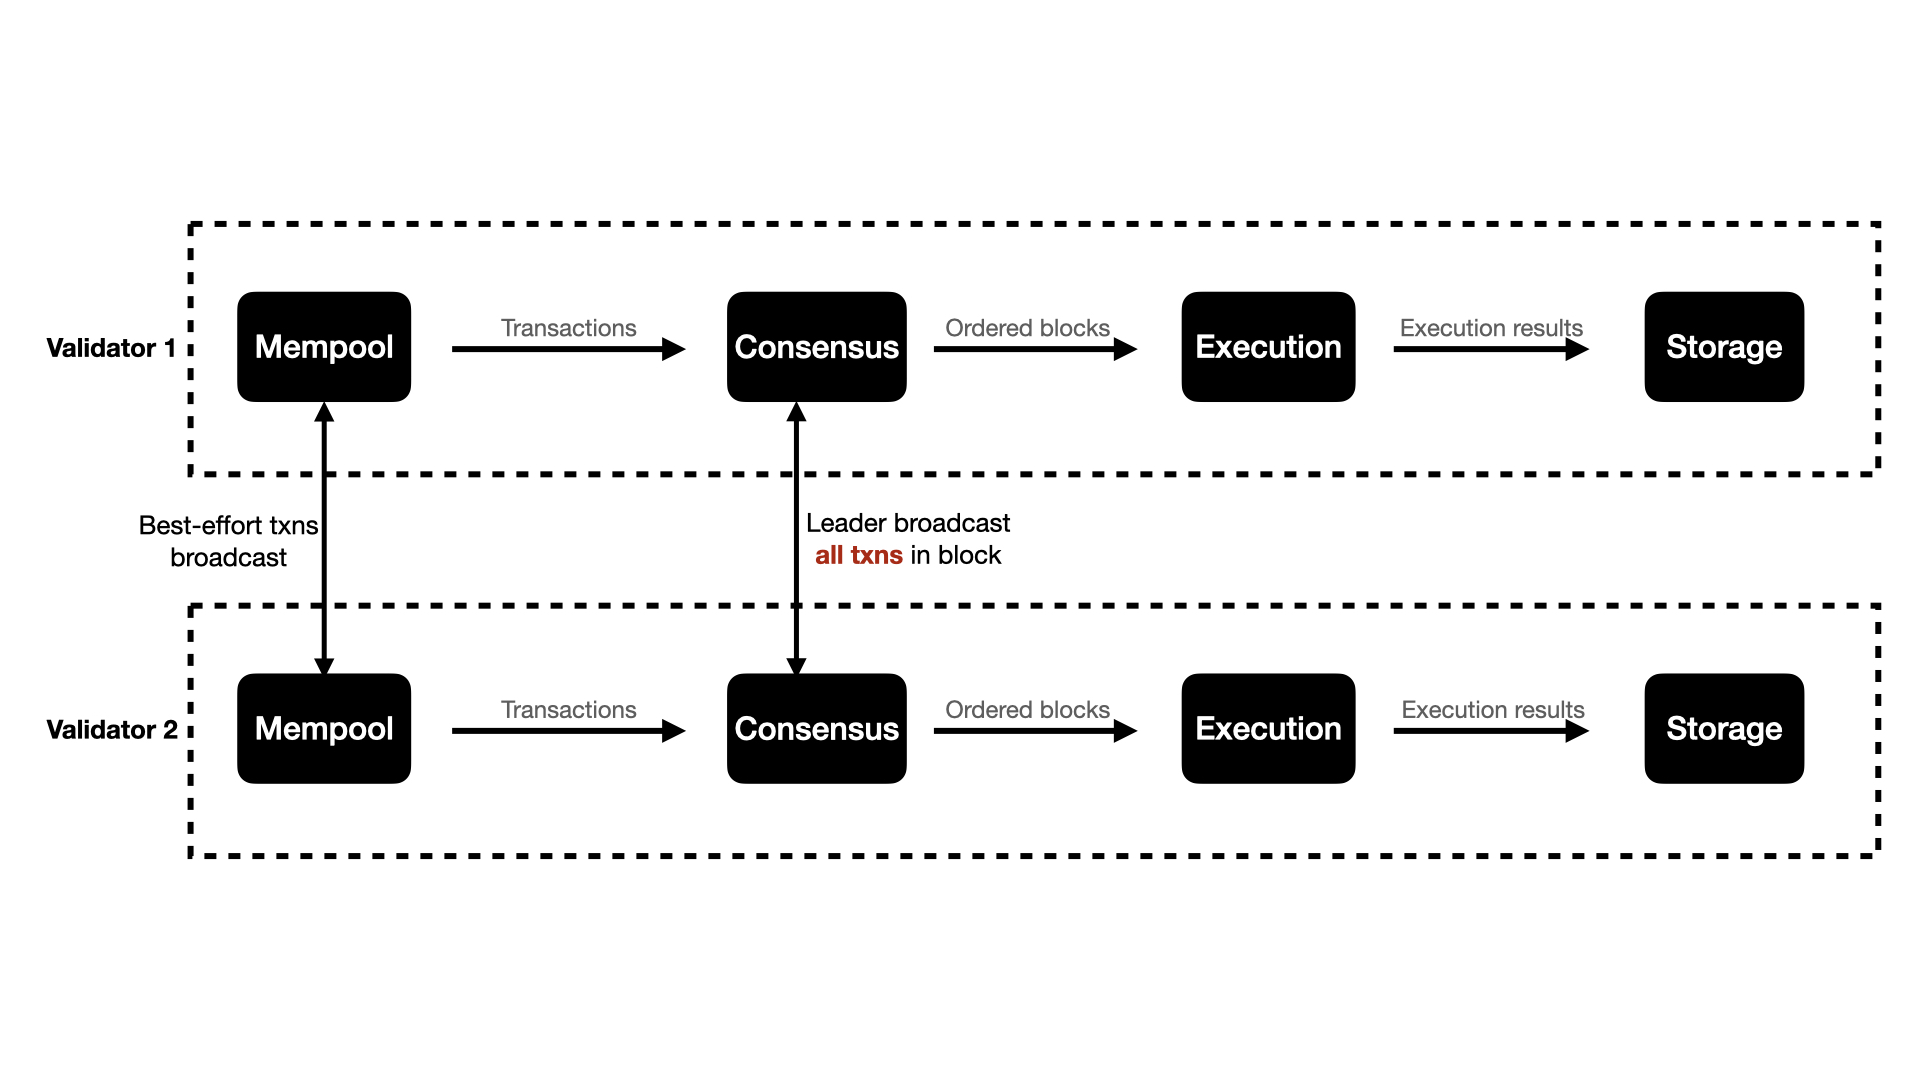 Validator 1
Mempool
Transactions
Consensus
Ordered blocks
Execution
Execution results
Storage
Best-effort txns
broadcast
Leader broadcast
all txns in block
Validator 2
Mempool
Transactions
Consensus
Ordered blocks
Execution
Execution results
Storage